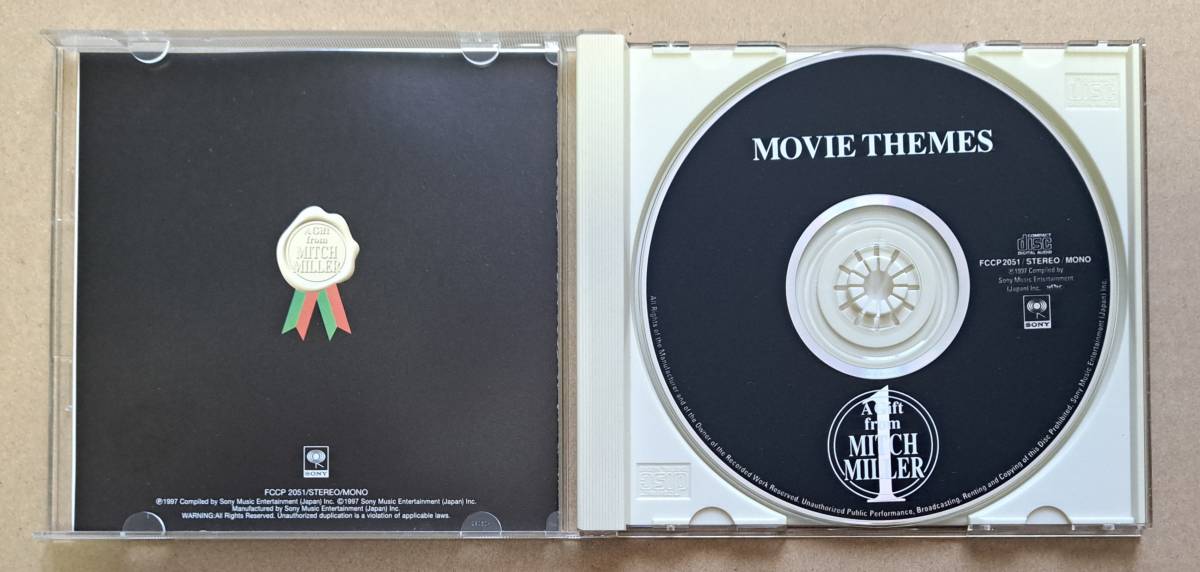 A Gift
from
MITCH
MILLER
SONY
FCCP 2051/STEREO/MONO
℗1997 Compiled by Sony Music Entertainment (Japan) Inc. ©1997 Sony Music Entertainment (Japan) Inc.
Manufactured by Sony Music Entertainment (Japan) Inc.
WARNING:All Rights Reserved. Unauthorized duplication is a violation of applicable laws.
MOVIE THEMES
COMPACT
disc
DIGITAL AUDIO
FCCP 2051/STEREO/MONO
℗1997 Compiled by
Sony Music Entertainment
(Japan) Inc.
SONY
1
A Gift
from
MITCH
MILLER
All Rights of the Manufacturer and of the Owner of the Recorded Work Reserved. Unauthorized Public Performance, Broadcasting, Renting and Copying of this Disc Prohibited. Sony Music Entertainment (Japan) Inc.
disc
disc